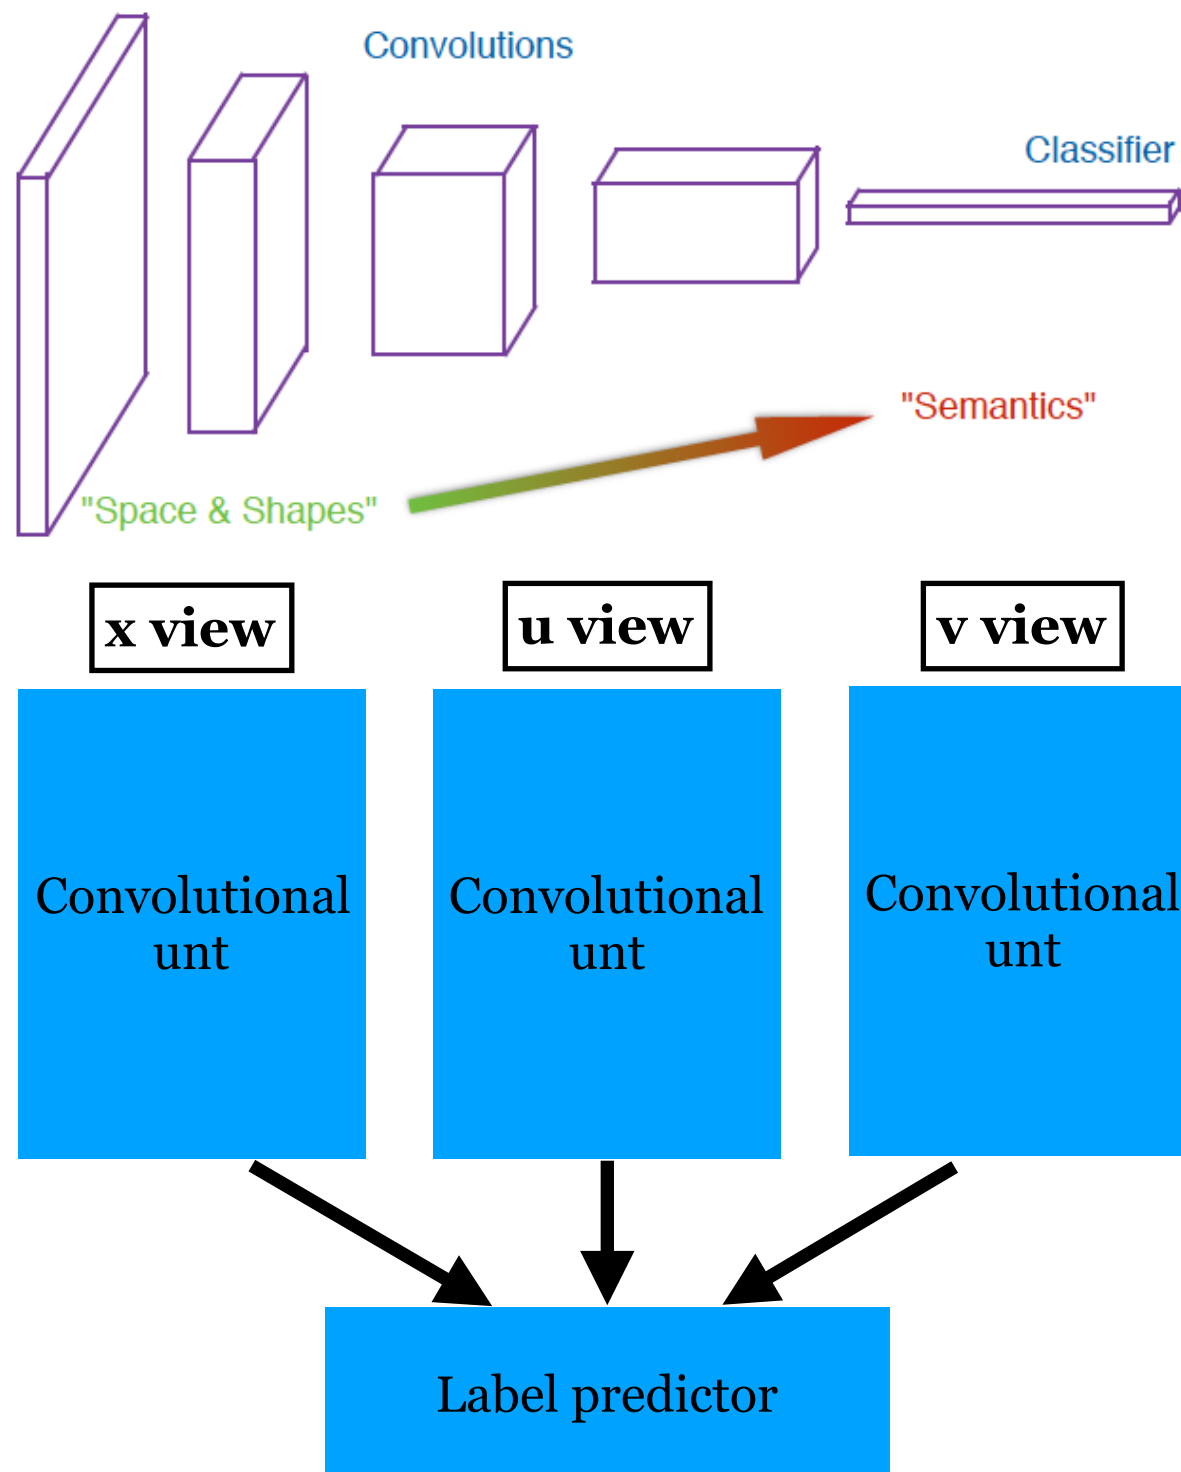 Convolutions
Classifier
"Semantics"
"Space & Shapes"
x view
u view
v view
Convolutional
unt
Convolutional
unt
Convolutional
unt
Label predictor